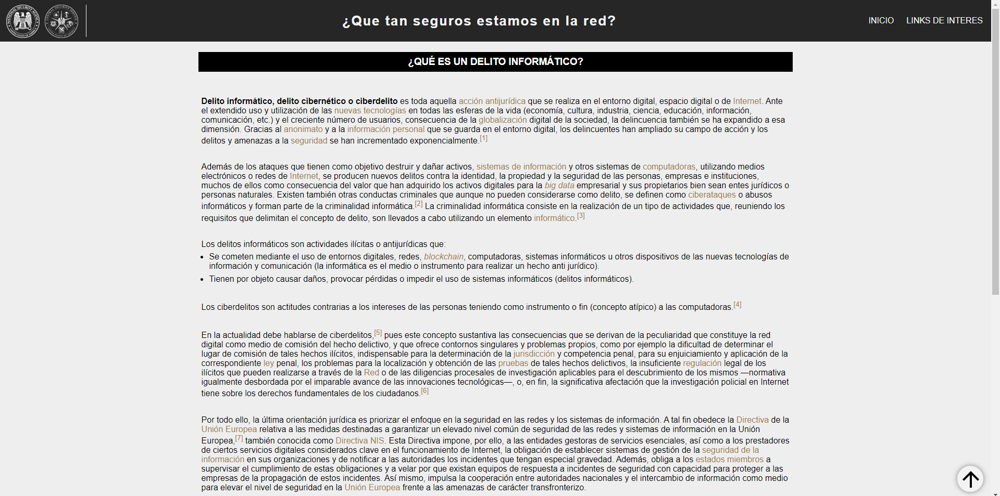 NATIONAL SECURITY AGENCY
UNITED STATES OF AMERICA
CENTRAL SECURITY SERVICE
UNITED STATES OF AMERICA
¿Que tan seguros estamos en la red?
INICIO
LINKS DE INTERES
¿QUÉ ES UN DELITO INFORMÁTICO?
Delito informático, delito cibernético o ciberdelito es toda aquella acción antijurídica que se realiza en el entorno digital, espacio digital o de Internet. Ante
el extendido uso y utilización de las nuevas tecnologías en todas las esferas de la vida (economía, cultura, industria, ciencia, educación, información,
comunicación, etc.) y el creciente número de usuarios, consecuencia de la globalización digital de la sociedad, la delincuencia también se ha expandido a esa
dimensión. Gracias al anonimato y a la información personal que se guarda en el entorno digital, los delincuentes han ampliado su campo de acción y los
delitos y amenazas a la seguridad se han incrementado exponencialmente.[1]
Además de los ataques que tienen como objetivo destruir y dañar activos, sistemas de información y otros sistemas de computadoras, utilizando medios
electrónicos o redes de Internet, se producen nuevos delitos contra la identidad, la propiedad y la seguridad de las personas, empresas e instituciones,
muchos de ellos como consecuencia del valor que han adquirido los activos digitales para la big data empresarial y sus propietarios bien sean entes jurídicos o
personas naturales. Existen también otras conductas criminales que aunque no pueden considerarse como delito, se definen como ciberataques o abusos
informáticos y forman parte de la criminalidad informática.[2] La criminalidad informática consiste en la realización de un tipo de actividades que, reuniendo los
requisitos que delimitan el concepto de delito, son llevados a cabo utilizando un elemento informático.[3]
Los delitos informáticos son actividades ilícitas o antijurídicas que:
• Se cometen mediante el uso de entornos digitales, redes, blockchain, computadoras, sistemas informáticos u otros dispositivos de las nuevas tecnologías de
información y comunicación (la informática es el medio o instrumento para realizar un hecho anti jurídico).
• Tienen por objeto causar daños, provocar pérdidas o impedir el uso de sistemas informáticos (delitos informáticos).
Los ciberdelitos son actitudes contrarias a los intereses de las personas teniendo como instrumento o fin (concepto atípico) a las computadoras.[4]
En la actualidad debe hablarse de ciberdelitos,[5] pues este concepto sustantiva las consecuencias que se derivan de la peculiaridad que constituye la red
digital como medio de comisión del hecho delictivo, y que ofrece contornos singulares y problemas propios, como por ejemplo la dificultad de determinar el
lugar de comisión de tales hechos ilícitos, indispensable para la determinación de la jurisdicción y competencia penal, para su enjuiciamiento y aplicación de la
correspondiente ley penal, los problemas para la localización y obtención de las pruebas de tales hechos delictivos, la insuficiente regulación legal de los
ilícitos que pueden realizarse a través de la Red o de las diligencias procesales de investigación aplicables para el descubrimiento de los mismos —normativa
igualmente desbordada por el imparable avance de las innovaciones tecnológicas—, o, en fin, la significativa afectación que la investigación policial en Internet
tiene sobre los derechos fundamentales de los ciudadanos.[6]
Por todo ello, la última orientación jurídica es priorizar el enfoque en la seguridad en las redes y los sistemas de información. A tal fin obedece la Directiva de la
Unión Europea relativa a las medidas destinadas a garantizar un elevado nivel común de seguridad de las redes y sistemas de información en la Unión
Europea,[7] también conocida como Directiva NIS. Esta Directiva impone, por ello, a las entidades gestoras de servicios esenciales, así como a los prestadores
de ciertos servicios digitales considerados clave en el funcionamiento de Internet, la obligación de establecer sistemas de gestión de la seguridad de la
información en sus organizaciones y de notificar a las autoridades los incidentes que tengan especial gravedad. Además, obliga a los estados miembros a
supervisar el cumplimiento de estas obligaciones y a velar por que existan equipos de respuesta a incidentes de seguridad con capacidad para proteger a las
empresas de la propagación de estos incidentes. Así mismo, impulsa la cooperación entre autoridades nacionales y el intercambio de información como medio
para elevar el nivel de seguridad en la Unión Europea frente a las amenazas de carácter transfronterizo.